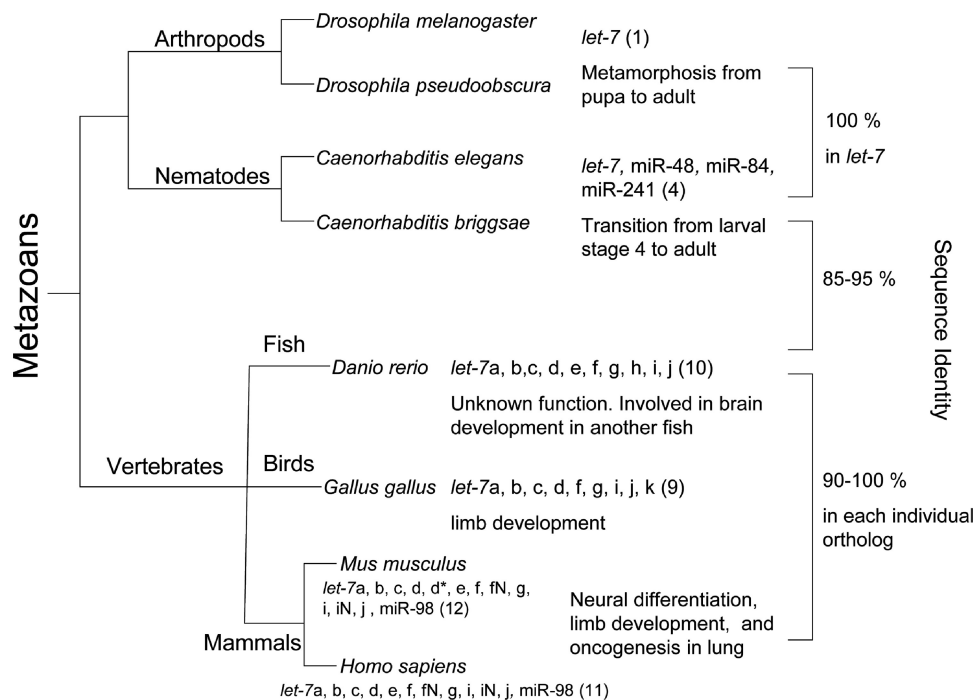 Metazoans
Arthropods
Drosophila melanogaster
let-7 (1)
Drosophila pseudoobscura
Metamorphosis from
pupa to adult
100 %
in let-7
Nematodes
Caenorhabditis elegans
let-7, miR-48, miR-84,
miR-241 (4)
Caenorhabditis briggsae
Transition from larval
stage 4 to adult
85-95 %
Sequence Identity
Vertebrates
Fish
Danio rerio
let-7a, b,c, d, e, f, g, h, i, j (10)
Unknown function. Involved in brain
development in another fish
Birds
Gallus gallus
let-7a, b, c, d, f, g, i, j, k (9)
limb development
90-100 %
in each individual
ortholog
Mammals
Mus musculus
let-7a, b, c, d, d*, e, f, fN, g,
i, iN, j , miR-98 (12)
Neural differentiation,
limb development, and
oncogenesis in lung
Homo sapiens
let-7a, b, c, d, e, f, fN, g, i, iN, j, miR-98 (11)